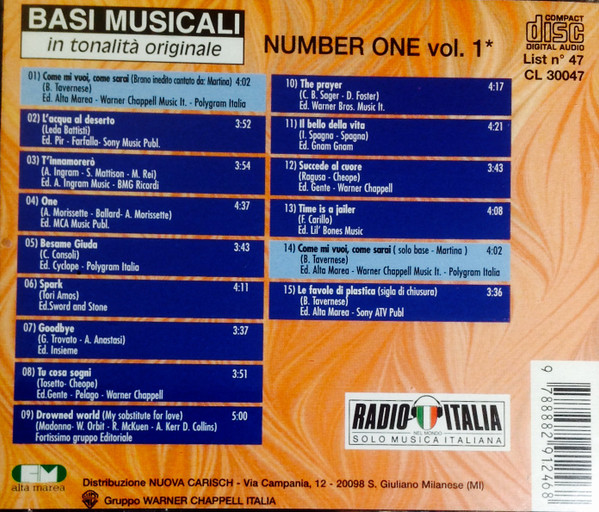 BASI MUSICALI
in tonalità originale
NUMBER ONE vol. 1*
COMPACT
disc
DIGITAL AUDIO
List n° 47
CL 30047
01) Come mi vuoi, come sarai (Brano inedito cantato da: Martina) 4:02
(B. Tavernese)
Ed. Alta Marea - Warner Chappell Music It. - Polygram Italia
02) L'acqua al deserto 3:52
(Leda Battisti)
Ed. Pir - Farfalla- Sony Music Publ.
03) T'innamorerò 3:54
(A. Ingram - S. Mattison - M. Rei)
Ed. A. Ingram Music - BMG Ricordi
04) One 4:37
(A. Morissette - Ballard- A. Morissette)
Ed. MCA Music Publ.
05) Besame Giuda 3:43
(C. Consoli)
Ed. Cyclope - Polygram Italia
06) Spark 4:11
(Tori Amos)
Ed.Sword and Stone
07) Goodbye 3:37
(G. Trovato - A. Anastasi)
Ed. Insieme
08) Tu cosa sogni 3:51
(Tosetto- Cheope)
Ed.Gente - Pelago - Warner Chappell
09) Drowned world (My substitute for love) 5:00
(Madonna- W. Orbit - R. McKuen - A. Kerr D. Collins)
Fortissimo gruppo Editoriale
10) The prayer 4:17
(C. B. Sager - D. Foster)
Ed. Warner Bros. Music It.
11) Il bello della vita 4:21
(I. Spagna - Spagna)
Ed. Gnam Gnam
12) Succede al cuore 3:43
(Ragusa - Cheope)
Ed. Gente - Warner Chappell
13) Time is a jailer 4:08
(F. Carillo)
Ed. Lil' Bones Music
14) Come mi vuoi, come sarai ( solo base - Martina ) 4:02
(B. Tavernese)
Ed. Alta Marea - Warner Chappell Music It. - Polygram Italia
15) Le favole di plastica (sigla di chiusura) 3:36
(B. Tavernese)
Ed. Alta Marea - Sony ATV Publ
RADIO ITALIA
NEL MONDO
SOLO MUSICA ITALIANA
9 788882 912468
alta marea
Distribuzione NUOVA CARISCH - Via Campania, 12 - 20098 S. Giuliano Milanese (MI)
Gruppo WARNER CHAPPELL ITALIA